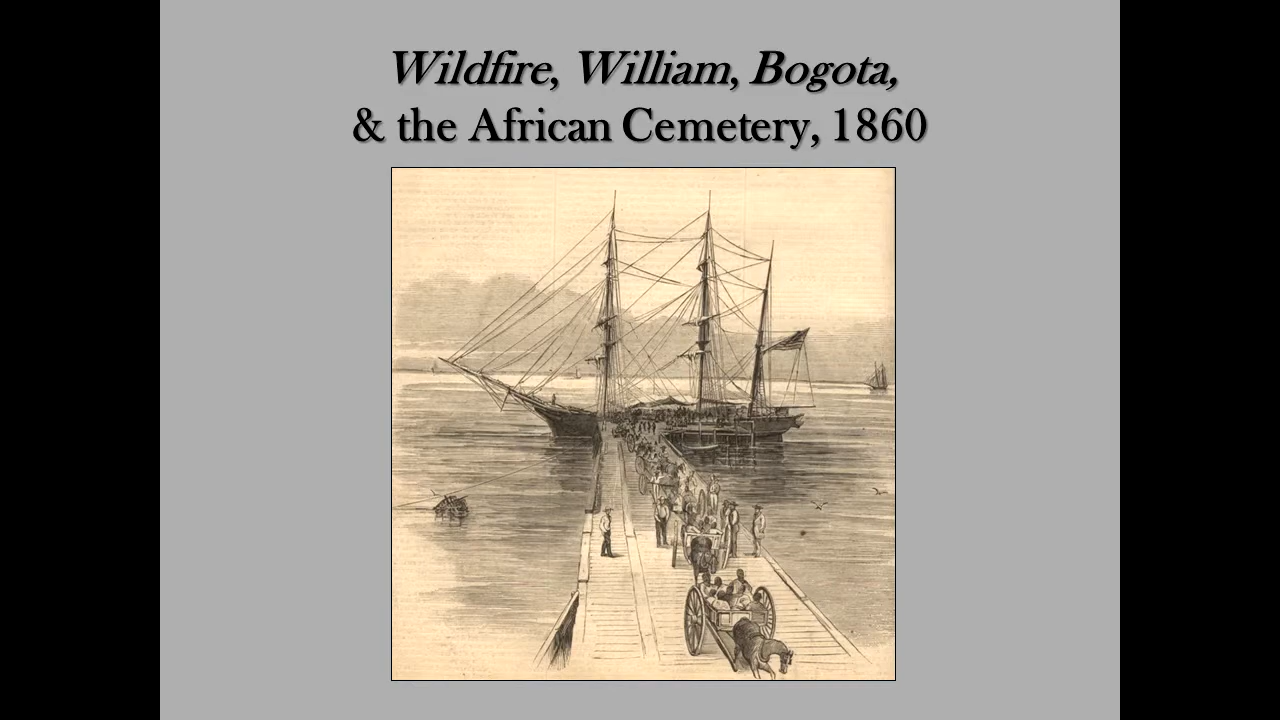 Wildfire, William, Bogota,
& the African Cemetery, 1860